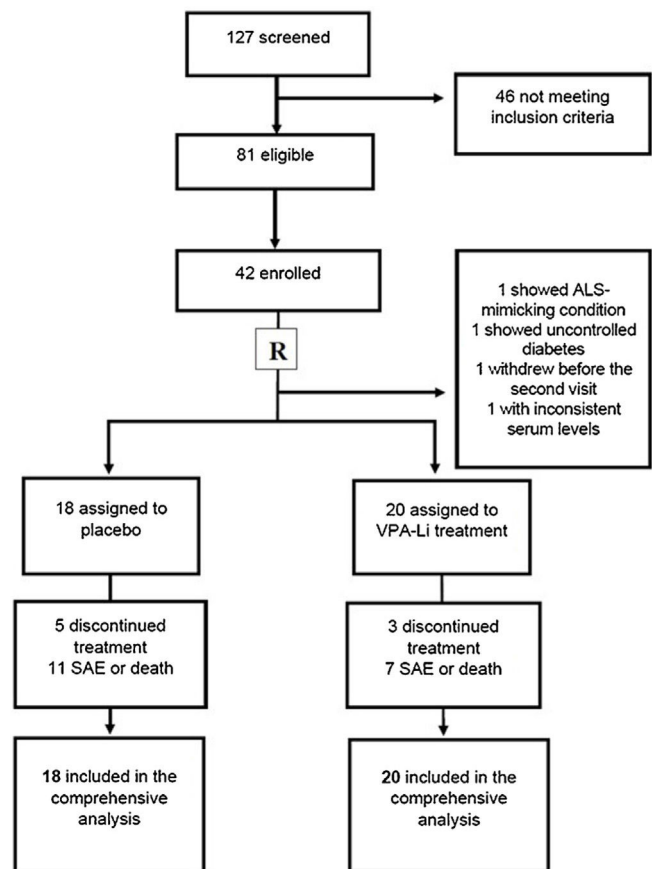 127 screened
46 not meeting
inclusion criteria
81 eligible
42 enrolled
R
1 showed ALS-
mimicking condition
1 showed uncontrolled
diabetes
1 withdrew before the
second visit
1 with inconsistent
serum levels
18 assigned to
placebo
20 assigned to
VPA-Li treatment
5 discontinued
treatment
11 SAE or death
3 discontinued
treatment
7 SAE or death
18 included in the
comprehensive
analysis
20 included in the
comprehensive
analysis